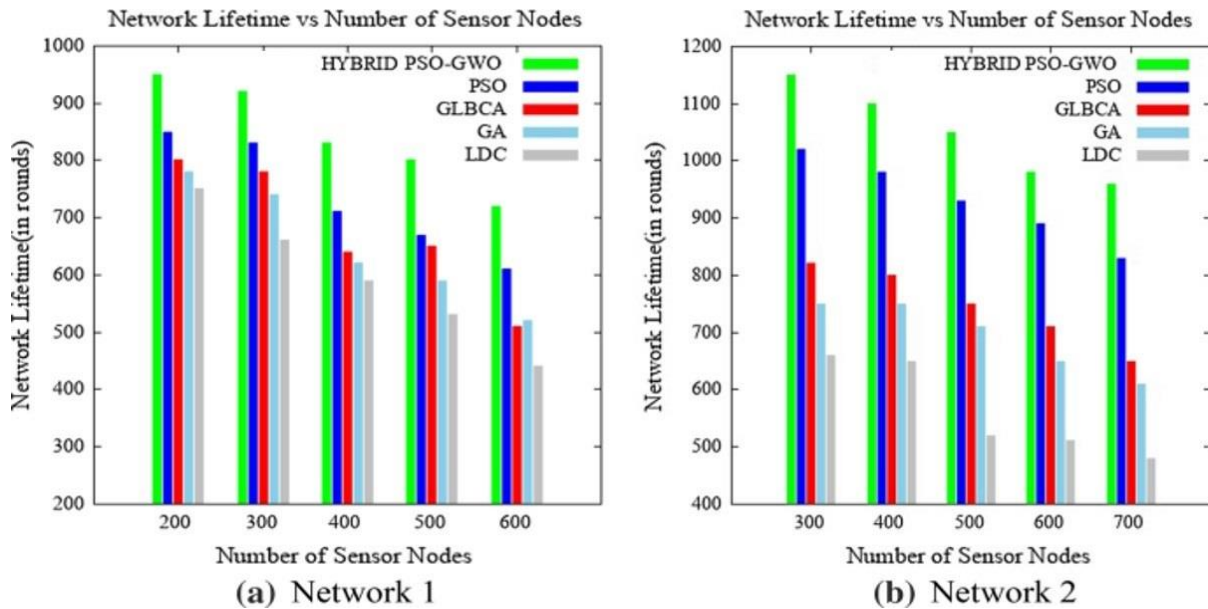 Network Lifetime vs Number of Sensor Nodes
1000
900
800
700
600
500
400
300
200
Network Lifetime(in rounds)
HYBRID PSO-GWO
PSO
GLBCA
GA
LDC
200 300 400 500 600
Number of Sensor Nodes
(a) Network 1
Network Lifetime vs Number of Sensor Nodes
1200
1100
1000
900
800
700
600
500
400
Network Lifetime(in rounds)
HYBRID PSO-GWO
PSO
GLBCA
GA
LDC
300 400 500 600 700
Number of Sensor Nodes
(b) Network 2